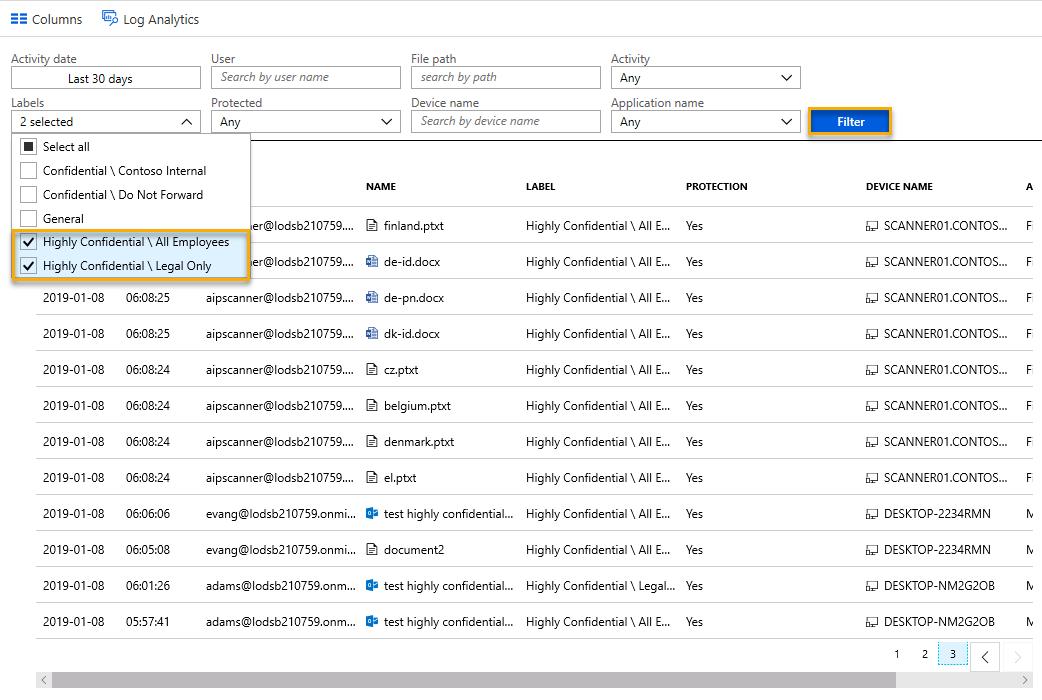 Columns Log Analytics
Activity date User File path Activity
Last 30 days Search by user name search by path Any
Labels Protected Device name Application name
2 selected Any Search by device name Any Filter
Select all
Confidential \ Contoso Internal
Confidential \ Do Not Forward
General
Highly Confidential \ All Employees
Highly Confidential \ Legal Only
NAME LABEL PROTECTION DEVICE NAME A
er@lodsb210759.... finland.ptxt Highly Confidential \ All E... Yes SCANNER01.CONTOS... Fi
er@lodsb210759.... de-id.docx Highly Confidential \ All E... Yes SCANNER01.CONTOS... Fi
2019-01-08 06:08:25 aipscanner@lodsb210759.... de-pn.docx Highly Confidential \ All E... Yes SCANNER01.CONTOS... Fi
2019-01-08 06:08:25 aipscanner@lodsb210759.... dk-id.docx Highly Confidential \ All E... Yes SCANNER01.CONTOS... Fi
2019-01-08 06:08:24 aipscanner@lodsb210759.... cz.ptxt Highly Confidential \ All E... Yes SCANNER01.CONTOS... Fi
2019-01-08 06:08:24 aipscanner@lodsb210759.... belgium.ptxt Highly Confidential \ All E... Yes SCANNER01.CONTOS... Fi
2019-01-08 06:08:24 aipscanner@lodsb210759.... denmark.ptxt Highly Confidential \ All E... Yes SCANNER01.CONTOS... Fi
2019-01-08 06:08:24 aipscanner@lodsb210759.... el.ptxt Highly Confidential \ All E... Yes SCANNER01.CONTOS... Fi
2019-01-08 06:06:06 evang@lodsb210759.onmi... test highly confidential... Highly Confidential \ All E... Yes DESKTOP-2234RMN M
2019-01-08 06:05:08 evang@lodsb210759.onmi... document2 Highly Confidential \ All E... Yes DESKTOP-2234RMN M
2019-01-08 06:01:26 adams@lodsb210759.onm... test highly confidential... Highly Confidential \ Legal... Yes DESKTOP-NM2G2OB M
2019-01-08 05:57:41 adams@lodsb210759.onm... test highly confidential... Highly Confidential \ All E... Yes DESKTOP-NM2G2OB M
1 2 3